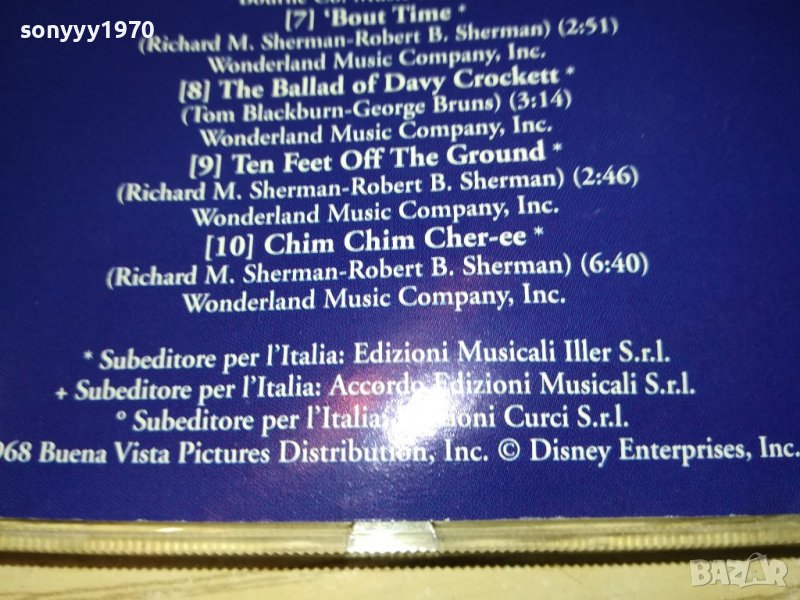 sonyyy1970
[7] ‘Bout Time *
(Richard M. Sherman-Robert B. Sherman) (2:51)
Wonderland Music Company, Inc.
[8] The Ballad of Davy Crockett *
(Tom Blackburn-George Bruns) (3:14)
Wonderland Music Company, Inc.
[9] Ten Feet Off The Ground *
(Richard M. Sherman-Robert B. Sherman) (2:46)
Wonderland Music Company, Inc.
[10] Chim Chim Cher-ee *
(Richard M. Sherman-Robert B. Sherman) (6:40)
Wonderland Music Company, Inc.
* Subeditore per l’Italia: Edizioni Musicali Iller S.r.l.
+ Subeditore per l’Italia: Accordo Edizioni Musicali S.r.l.
° Subeditore per l’Italia: Curci S.r.l.
968 Buena Vista Pictures Distribution, Inc. © Disney Enterprises, Inc.
BAZAR